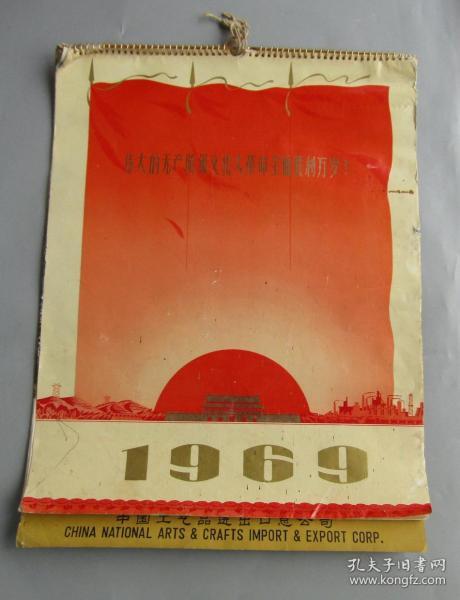 伟大的无产阶级文化大革命全面胜利万岁!
1969
中国工艺品进出口总公司
CHINA NATIONAL ARTS & CRAFTS IMPORT & EXPORT CORP.
孔夫子旧书网
www.kongfz.com